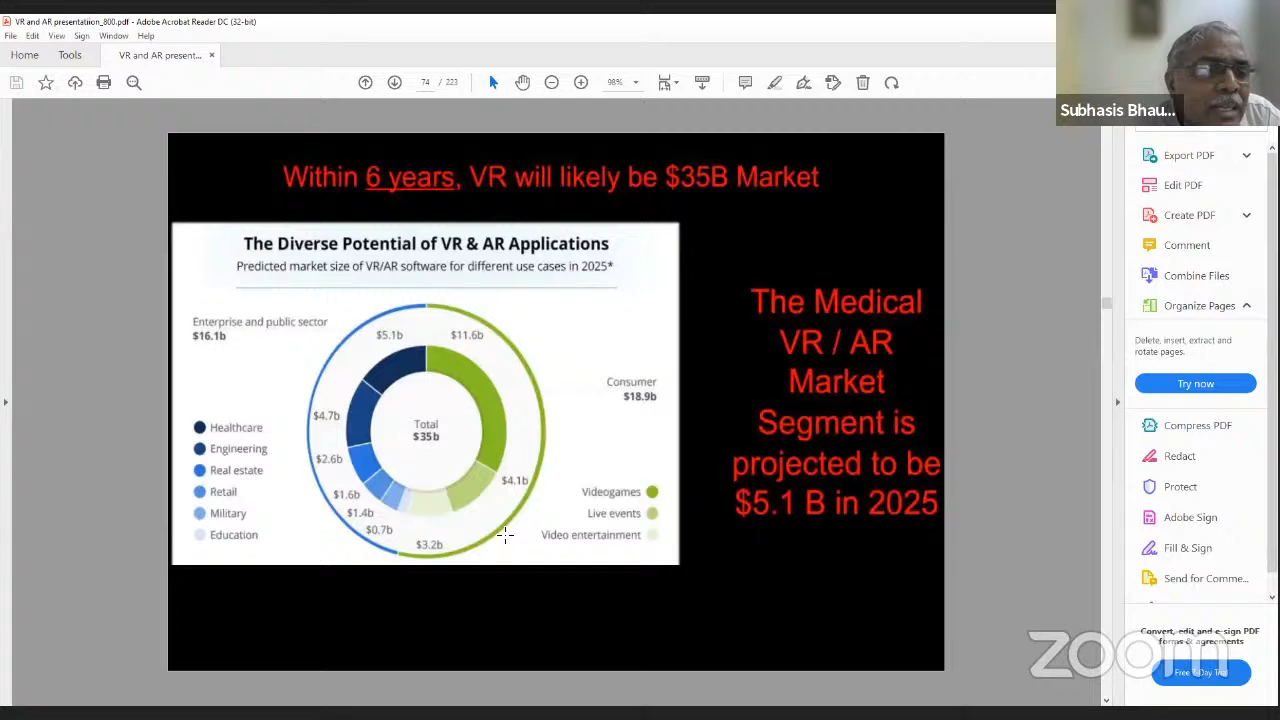 VR and AR presentatiion_800.pdf - Adobe Acrobat Reader DC (32-bit)
File Edit View Sign Window Help
Home Tools VR and AR present... ×
74 / 223 98%
Subhasis Bhau...
Within 6 years, VR will likely be $35B Market
The Diverse Potential of VR & AR Applications
Predicted market size of VR/AR software for different use cases in 2025*
Enterprise and public sector
$16.1b
$5.1b
$11.6b
Consumer
$18.9b
$4.7b
Total
$35b
$2.6b
$4.1b
$1.6b
$1.4b
$0.7b
$3.2b
Healthcare
Engineering
Real estate
Retail
Military
Education
Videogames
Live events
Video entertainment
The Medical
VR / AR
Market
Segment is
projected to be
$5.1 B in 2025
Export PDF
Edit PDF
Create PDF
Comment
Combine Files
Organize Pages
Delete, insert, extract and
rotate pages.
Try now
Compress PDF
Redact
Protect
Adobe Sign
Fill & Sign
Send for Comme...
Convert, edit and e-sign PDF
forms & agreements
Free 7-Day Trial
zoom